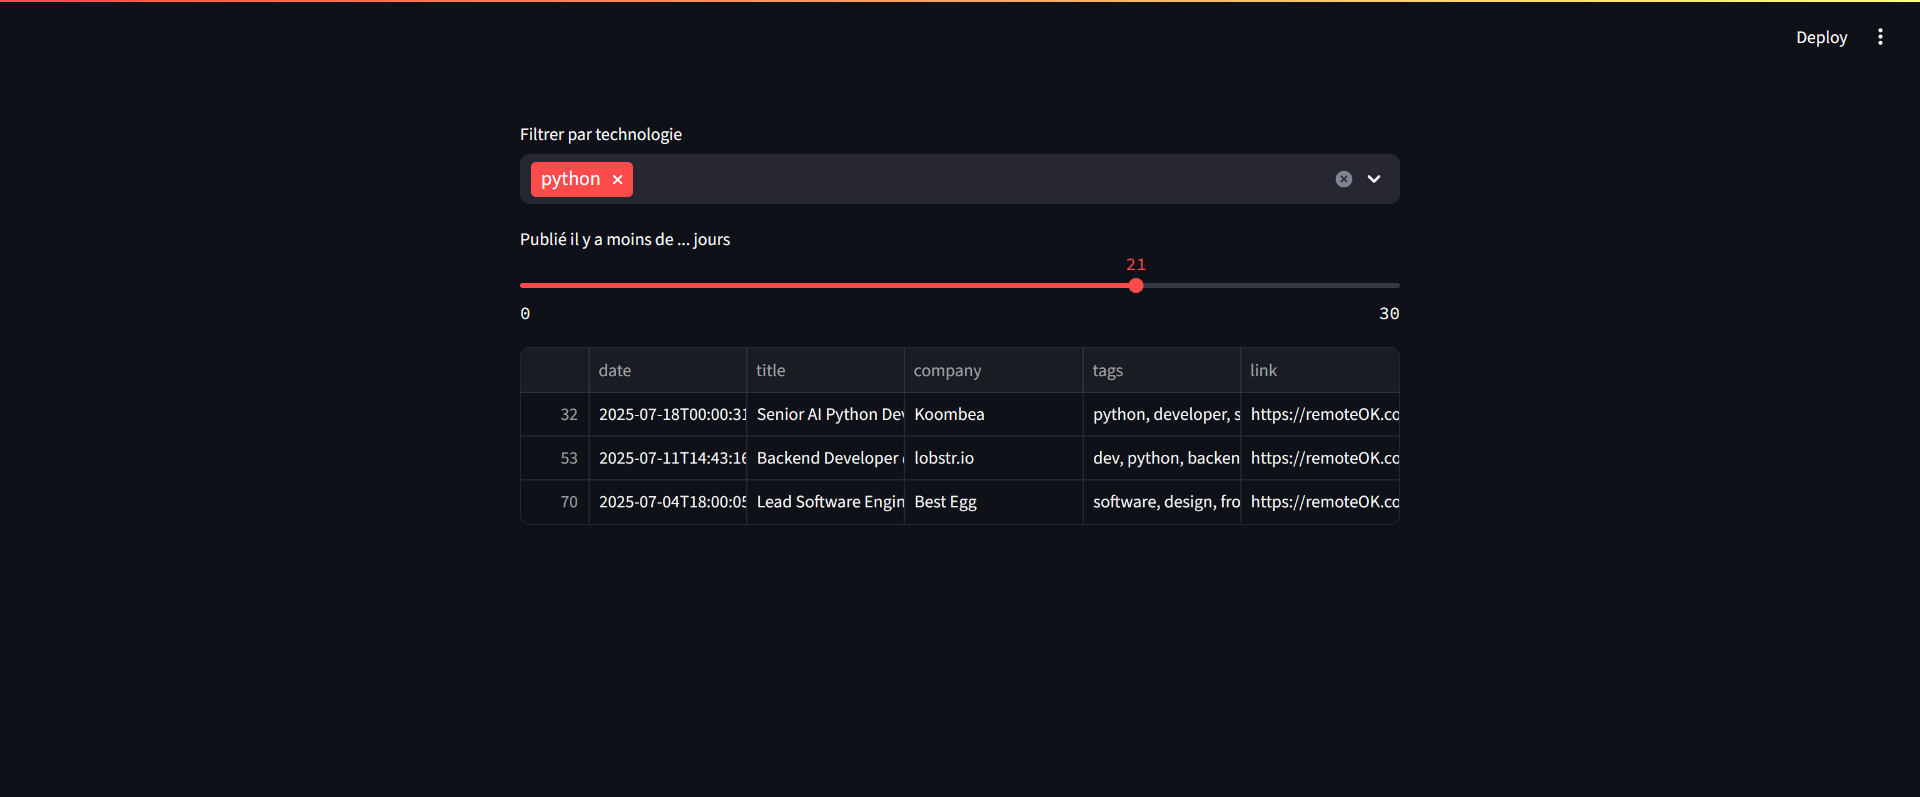 Deploy
Filtrer par technologie
python
Publié il y a moins de ... jours
21
0 30
date title company tags link
32 2025-07-18T00:00:31 Senior AI Python Dev Koombea python, developer, s https://remoteOK.co
53 2025-07-11T14:43:16 Backend Developer lobstr.io dev, python, backen https://remoteOK.co
70 2025-07-04T18:00:05 Lead Software Engin Best Egg software, design, fro https://remoteOK.co